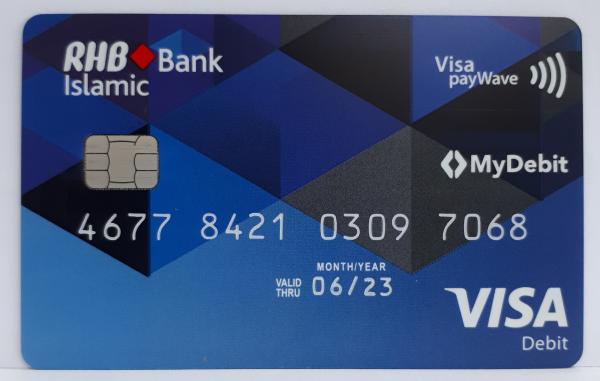 RHB Bank
Islamic
Visa
payWave
MyDebit
4677 8421 0309 7068
MONTH/YEAR
VALID THRU 06/23
VISA
Debit